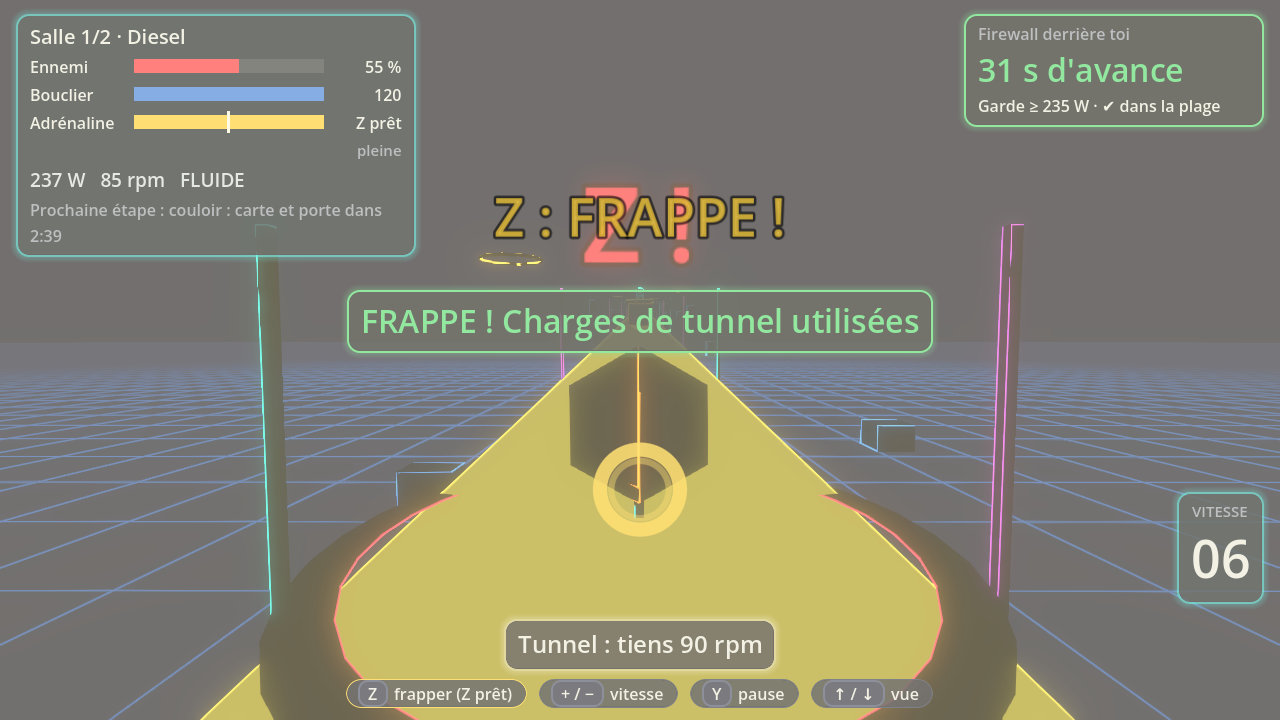 Salle 1/2 · Diesel
Ennemi 55 %
Bouclier 120
Adrénaline Z prêt
pleine
237 W 85 rpm FLUIDE
Prochaine étape : couloir : carte et porte dans
2:39
Firewall derrière toi
31 s d'avance
Garde ≥ 235 W · ✔ dans la plage
Z !
Z : FRAPPE !
FRAPPE ! Charges de tunnel utilisées
VITESSE
06
Tunnel : tiens 90 rpm
Z frapper (Z prêt) + / − vitesse Y pause ↑ / ↓ vue